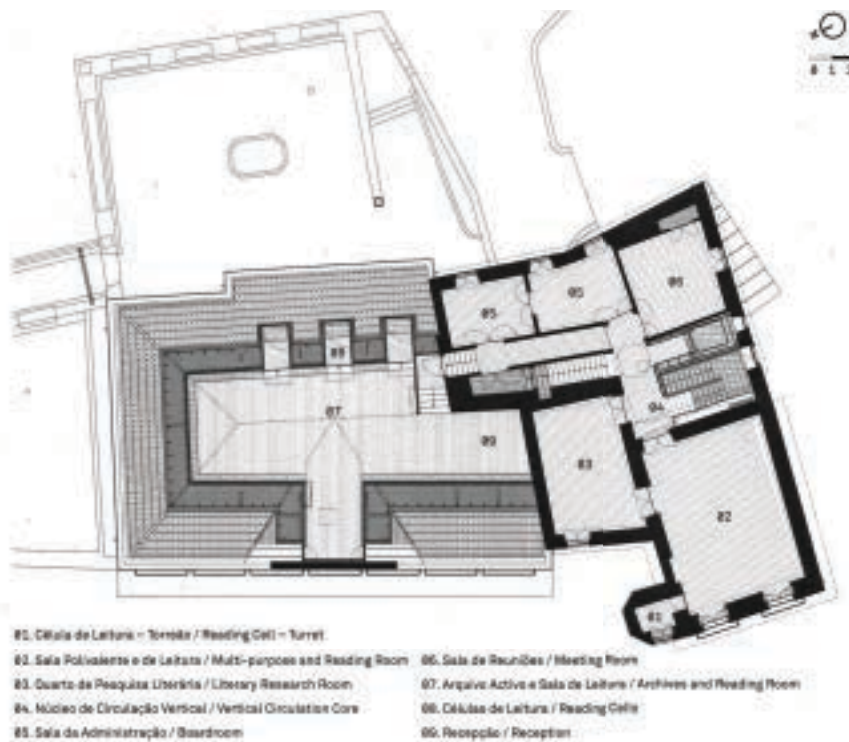 0 1
05
05
06
08
07
04
09
03
02
01
01. Célula de Leitura – Torreão / Reading Cell – Turret
02. Sala Polivalente e de Leitura / Multi-purpose and Reading Room
03. Quarto de Pesquisa Literária / Literary Research Room
04. Núcleo de Circulação Vertical / Vertical Circulation Core
05. Sala da Administração / Boardroom
06. Sala de Reuniões / Meeting Room
07. Arquivo Activo e Sala de Leitura / Archives and Reading Room
08. Células de Leitura / Reading Cells
09. Recepção / Reception